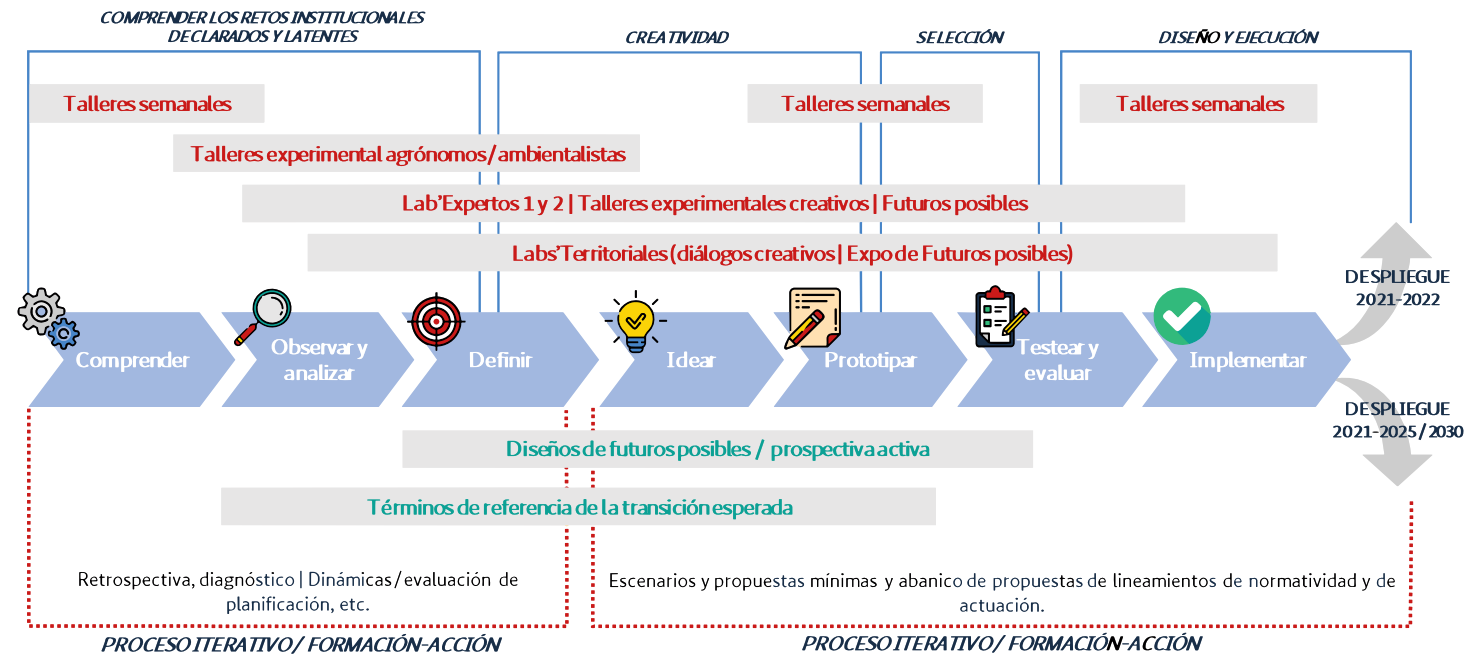 COMPRENDER LOS RETOS INSTITUCIONALES
DECLARADOS Y LATENTES
CREATIVIDAD
SELECCIÓN
DISEÑO Y EJECUCIÓN
Talleres semanales
Talleres semanales
Talleres semanales
Talleres experimental agrónomos/ambientalistas
Lab'Expertos 1 y 2 | Talleres experimentales creativos | Futuros posibles
Labs'Territoriales (diálogos creativos | Expo de Futuros posibles)
DESPLIEGUE
2021-2022
Comprender
Observar y
analizar
Definir
Idear
Prototipar
Testear y
evaluar
Implementar
DESPLIEGUE
2021-2025/2030
Diseños de futuros posibles / prospectiva activa
Términos de referencia de la transición esperada
Retrospectiva, diagnóstico | Dinámicas/evaluación de
planificación, etc.
Escenarios y propuestas mínimas y abanico de propuestas de lineamientos de normatividad y de
actuación.
PROCESO ITERATIVO/ FORMACIÓN-ACCIÓN
PROCESO ITERATIVO/ FORMACIÓN-ACCIÓN